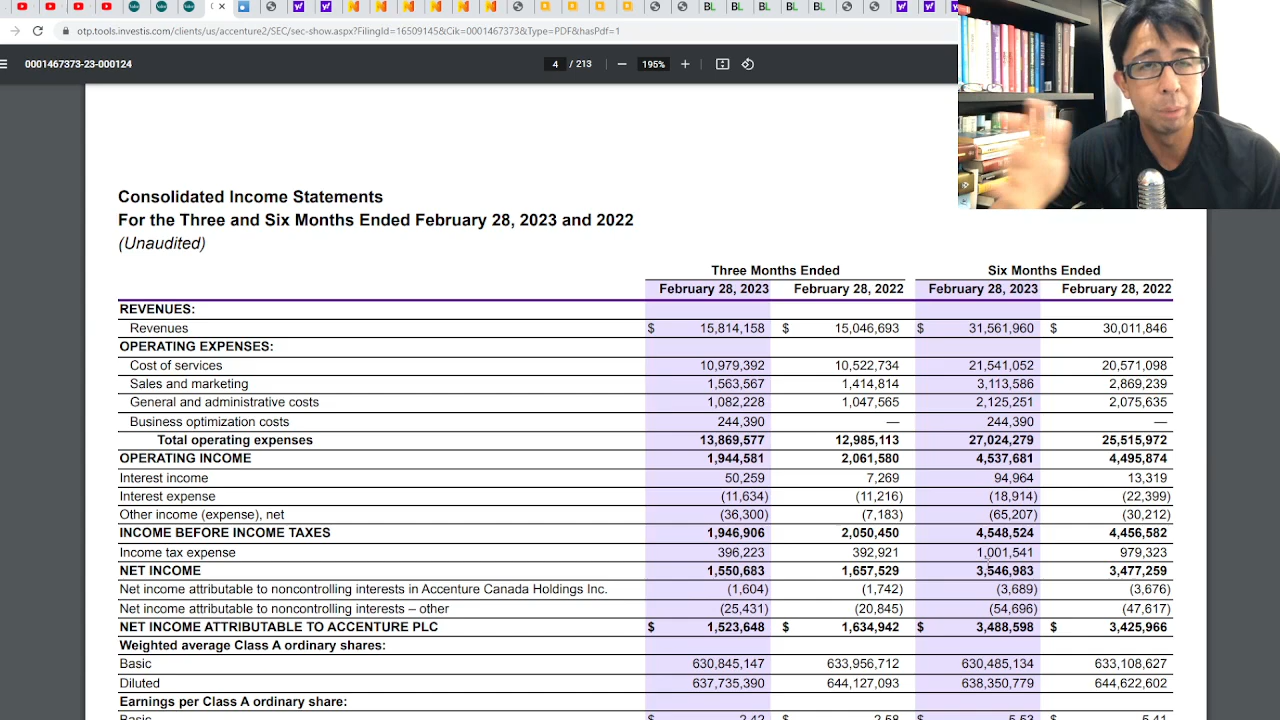 otp.tools.investis.com/clients/us/accenture2/SEC/sec-show.aspx?FilingId=16509145&Cik=0001467373&Type=PDF&hasPdf=1
0001467373-23-000124 4 / 213 195%
Consolidated Income Statements
For the Three and Six Months Ended February 28, 2023 and 2022
(Unaudited)
Three Months Ended Six Months Ended
February 28, 2023 February 28, 2022 February 28, 2023 February 28, 2022
REVENUES:
Revenues $ 15,814,158 $ 15,046,693 $ 31,561,960 $ 30,011,846
OPERATING EXPENSES:
Cost of services 10,979,392 10,522,734 21,541,052 20,571,098
Sales and marketing 1,563,567 1,414,814 3,113,586 2,869,239
General and administrative costs 1,082,228 1,047,565 2,125,251 2,075,635
Business optimization costs 244,390 — 244,390 —
Total operating expenses 13,869,577 12,985,113 27,024,279 25,515,972
OPERATING INCOME 1,944,581 2,061,580 4,537,681 4,495,874
Interest income 50,259 7,269 94,964 13,319
Interest expense (11,634) (11,216) (18,914) (22,399)
Other income (expense), net (36,300) (7,183) (65,207) (30,212)
INCOME BEFORE INCOME TAXES 1,946,906 2,050,450 4,548,524 4,456,582
Income tax expense 396,223 392,921 1,001,541 979,323
NET INCOME 1,550,683 1,657,529 3,546,983 3,477,259
Net income attributable to noncontrolling interests in Accenture Canada Holdings Inc. (1,604) (1,742) (3,689) (3,676)
Net income attributable to noncontrolling interests – other (25,431) (20,845) (54,696) (47,617)
NET INCOME ATTRIBUTABLE TO ACCENTURE PLC $ 1,523,648 $ 1,634,942 $ 3,488,598 $ 3,425,966
Weighted average Class A ordinary shares:
Basic 630,845,147 633,956,712 630,485,134 633,108,627
Diluted 637,735,390 644,127,093 638,350,779 644,622,602
Earnings per Class A ordinary share:
Basic $ 2.42 $ 2.58 $ 5.53 $ 5.41